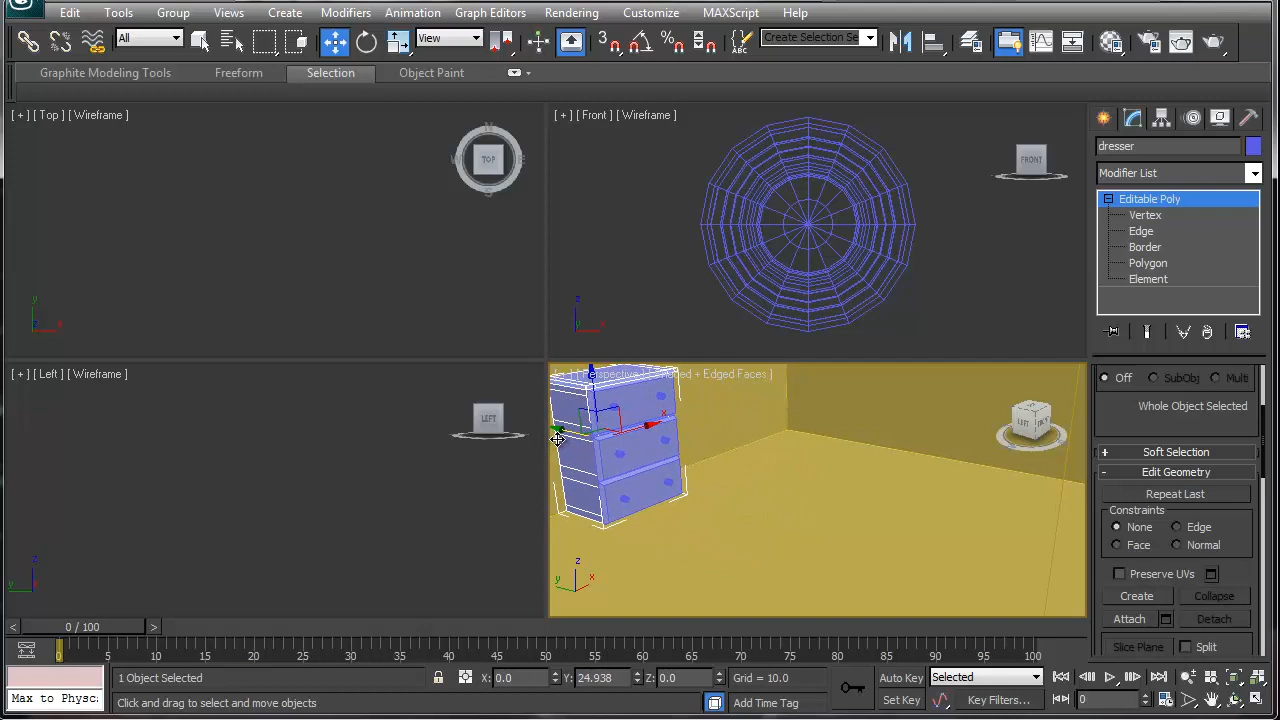 Edit Tools Group Views Create Modifiers Animation Graph Editors Rendering Customize MAXScript Help
All View 3 % ABC Create Selection Se
Graphite Modeling Tools Freeform Selection Object Paint
[ + ] [ Top ] [ Wireframe ]
TOP
[ + ] [ Front ] [ Wireframe ]
FRONT
dresser
Modifier List
Editable Poly
Vertex
Edge
Border
Polygon
Element
y
z x
z
y x
[ + ] [ Left ] [ Wireframe ]
LEFT
x
z
y
z
y x
Off SubObj Multi
Whole Object Selected
+ Soft Selection
- Edit Geometry
Repeat Last
Constraints
None Edge
Face Normal
Preserve UVs
Create Collapse
Attach Detach
Slice Plane Split
< 0 / 100 >
0 5 10 15 20 25 30 35 40 45 50 55 60 65 70 75 80 85 90 95 100
1 Object Selected X: 0.0 Y: 24.938 Z: 0.0 Grid = 10.0 Auto Key Selected
Max to Physc: Click and drag to select and move objects Add Time Tag Set Key Key Filters... 0